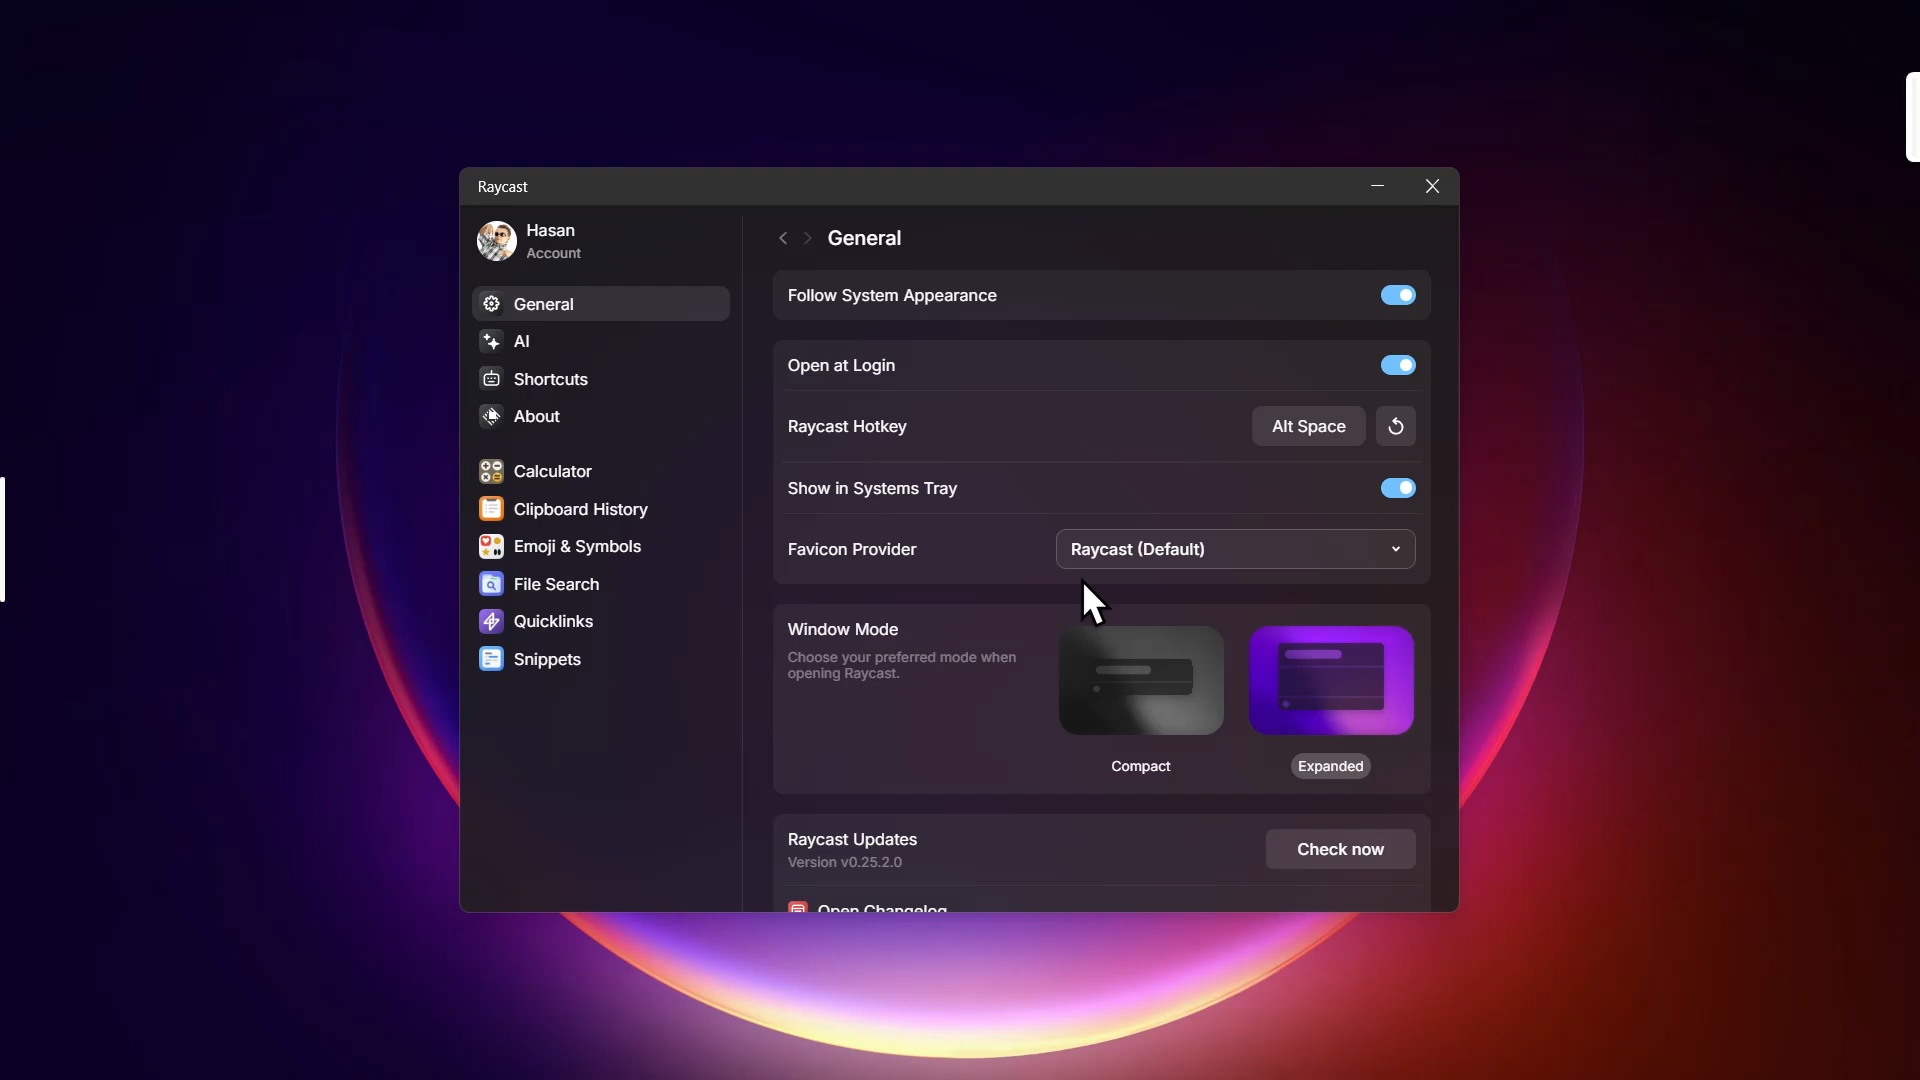 Raycast
Hasan
Account
General
AI
Shortcuts
About
Calculator
Clipboard History
Emoji & Symbols
File Search
Quicklinks
Snippets
General
Follow System Appearance
Open at Login
Raycast Hotkey
Alt Space
Show in Systems Tray
Favicon Provider
Raycast (Default)
Window Mode
Choose your preferred mode when
opening Raycast.
Compact
Expanded
Raycast Updates
Version v0.25.2.0
Check now
Open Changelog